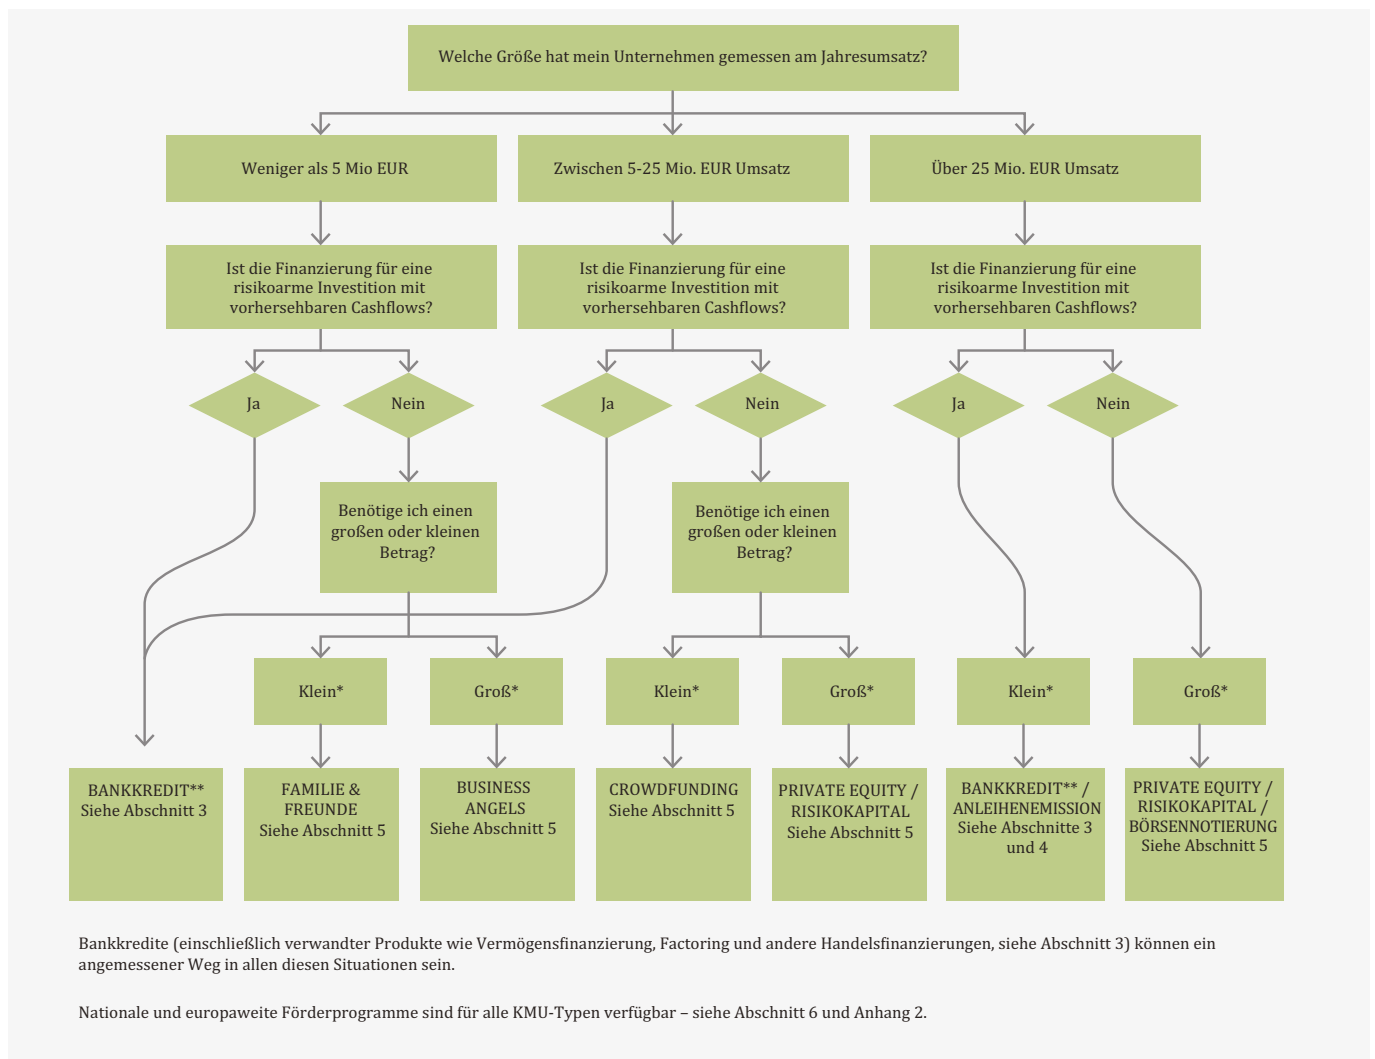 Welche Größe hat mein Unternehmen gemessen am Jahresumsatz?
Weniger als 5 Mio EUR
Zwischen 5-25 Mio. EUR Umsatz
Über 25 Mio. EUR Umsatz
Ist die Finanzierung für eine
risikoarme Investition mit
vorhersehbaren Cashflows?
Ist die Finanzierung für eine
risikoarme Investition mit
vorhersehbaren Cashflows?
Ist die Finanzierung für eine
risikoarme Investition mit
vorhersehbaren Cashflows?
Ja
Nein
Ja
Nein
Ja
Nein
Benötige ich einen
großen oder kleinen
Betrag?
Benötige ich einen
großen oder kleinen
Betrag?
Klein*
Groß*
Klein*
Groß*
Klein*
Groß*
BANKKREDIT**
Siehe Abschnitt 3
FAMILIE &
FREUNDE
Siehe Abschnitt 5
BUSINESS
ANGELS
Siehe Abschnitt 5
CROWDFUNDING
Siehe Abschnitt 5
PRIVATE EQUITY /
RISIKOKAPITAL
Siehe Abschnitt 5
BANKKREDIT** /
ANLEIHENEMISSION
Siehe Abschnitte 3
und 4
PRIVATE EQUITY /
RISIKOKAPITAL /
BÖRSENNOTIERUNG
Siehe Abschnitt 5
Bankkredite (einschließlich verwandter Produkte wie Vermögensfinanzierung, Factoring und andere Handelsfinanzierungen, siehe Abschnitt 3) können ein
angemessener Weg in allen diesen Situationen sein.
Nationale und europaweite Förderprogramme sind für alle KMU-Typen verfügbar – siehe Abschnitt 6 und Anhang 2.